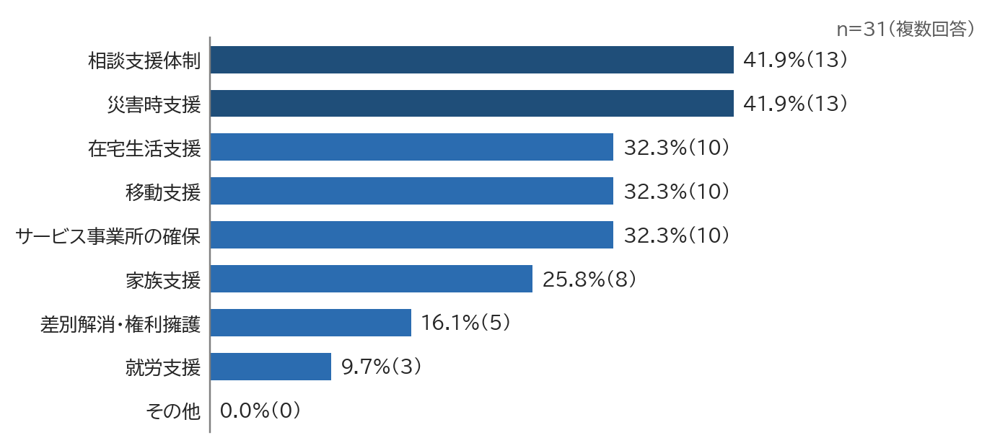 n=31(複数回答)
相談支援体制 41.9%(13)
災害時支援 41.9%(13)
在宅生活支援 32.3%(10)
移動支援 32.3%(10)
サービス事業所の確保 32.3%(10)
家族支援 25.8%(8)
差別解消・権利擁護 16.1%(5)
就労支援 9.7%(3)
その他 0.0%(0)